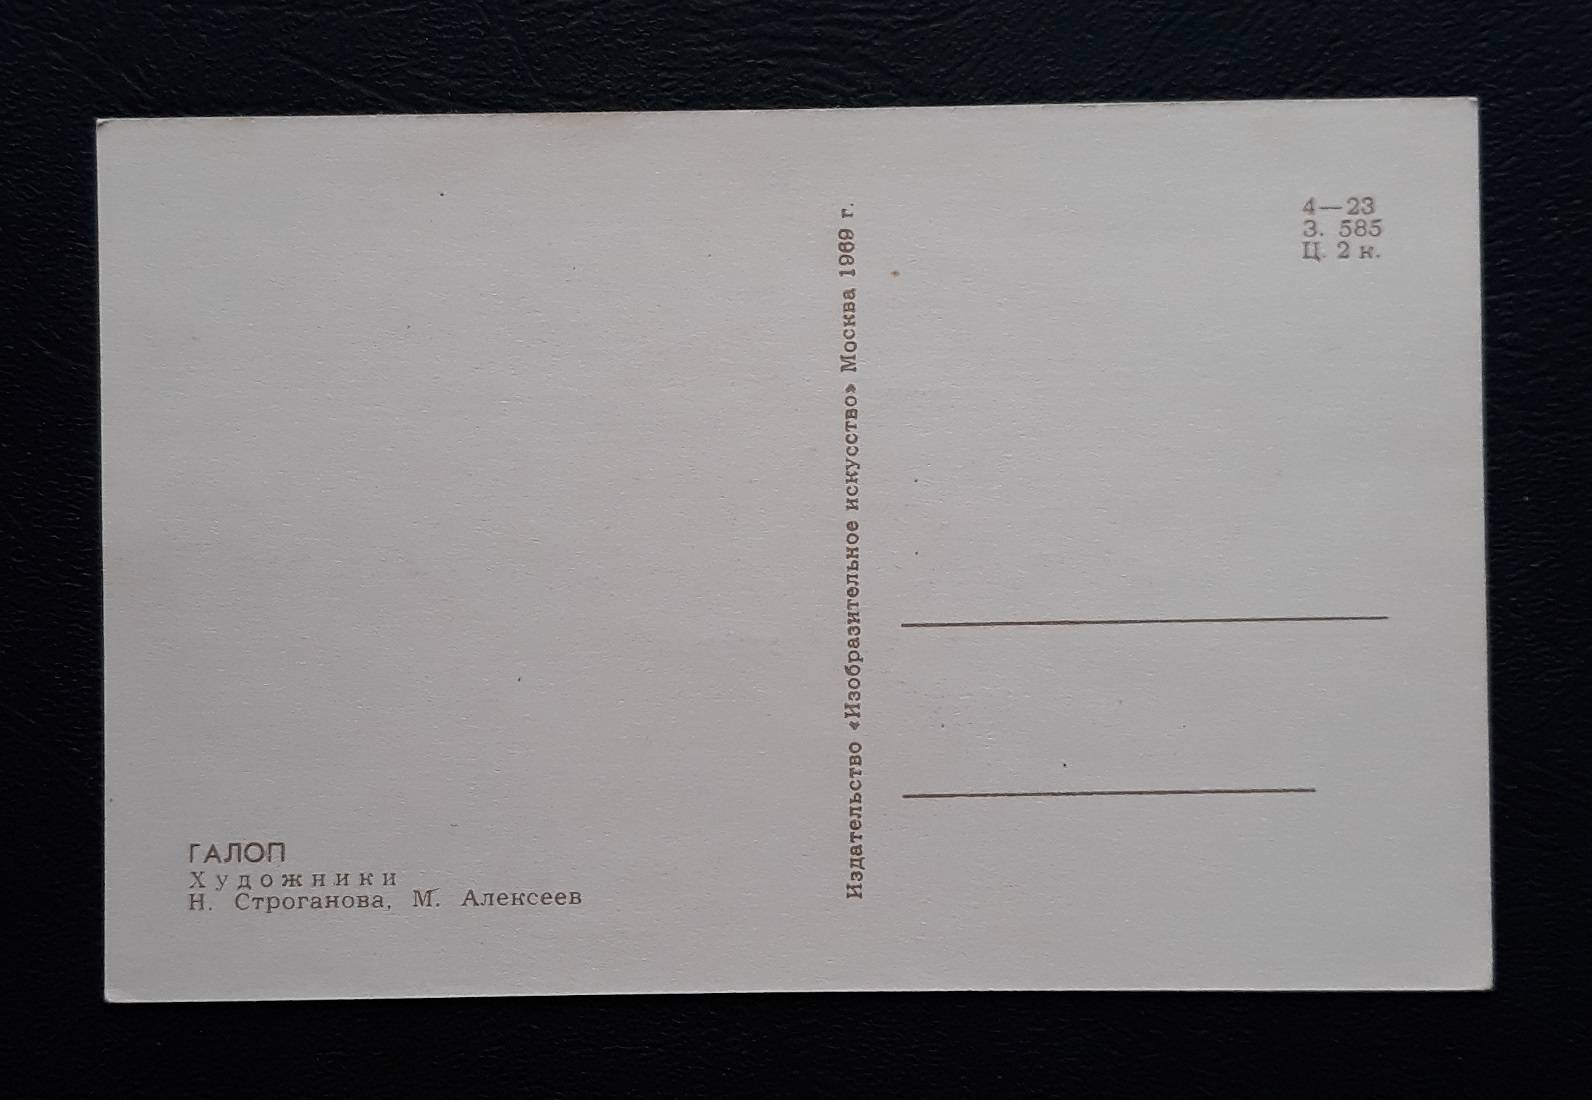 ГАЛОП
Художники
Н. Строганова, М. Алексеев
Издательство «Изобразительное искусство» Москва 1969 г.
4—23
З. 585
Ц. 2 к.